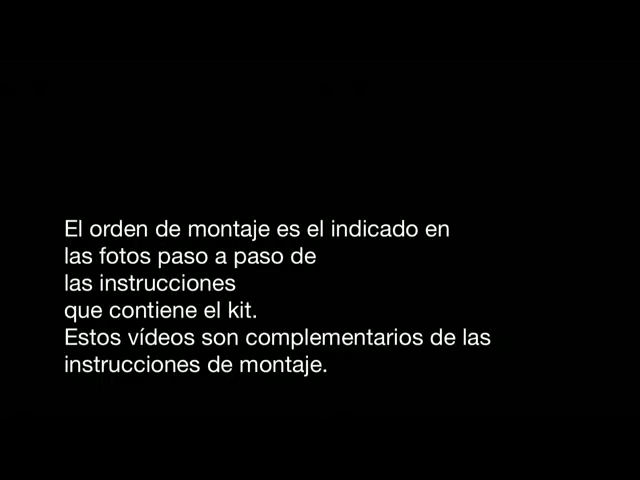 El orden de montaje es el indicado en
las fotos paso a paso de
las instrucciones
que contiene el kit.
Estos vídeos son complementarios de las
instrucciones de montaje.